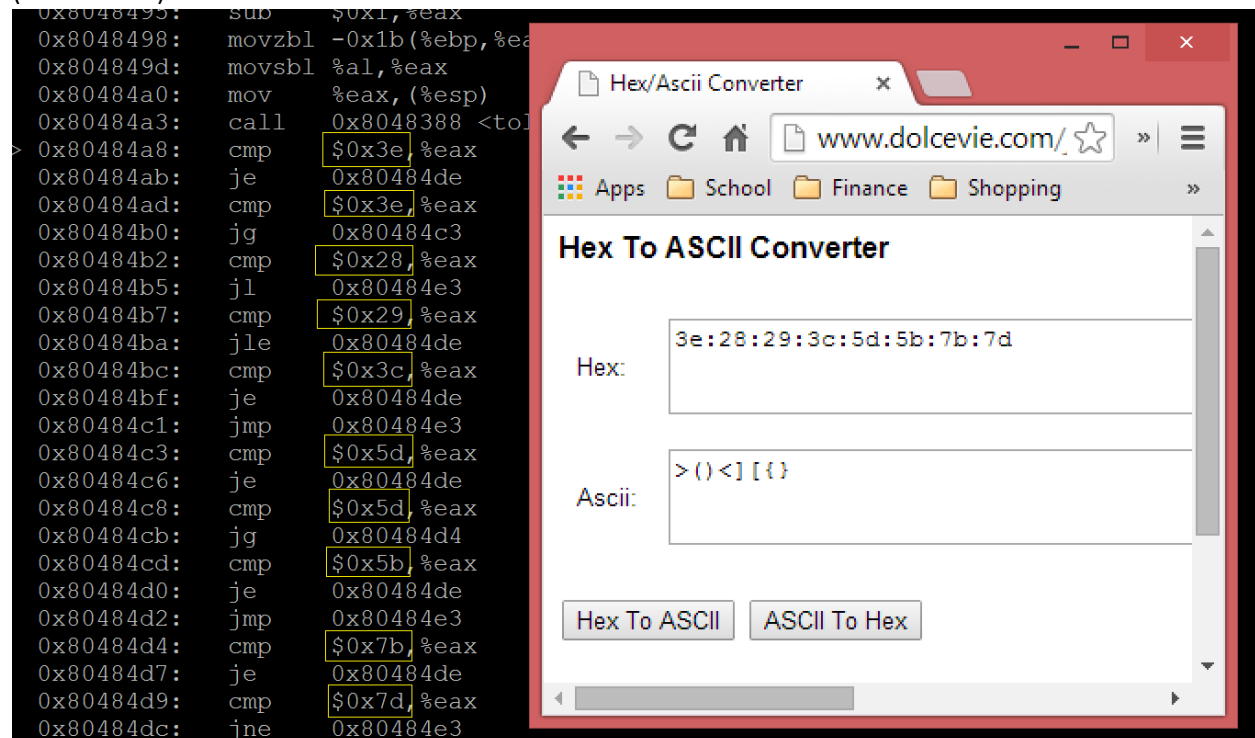 0x8048495: sub $0x1,%eax
0x8048498: movzbl -0x1b(%ebp,%ea
0x804849d: movsbl %al,%eax
0x80484a0: mov %eax,(%esp)
0x80484a3: call 0x8048388 <tol
> 0x80484a8: cmp $0x3e,%eax
0x80484ab: je 0x80484de
0x80484ad: cmp $0x3e,%eax
0x80484b0: jg 0x80484c3
0x80484b2: cmp $0x28,%eax
0x80484b5: jl 0x80484e3
0x80484b7: cmp $0x29,%eax
0x80484ba: jle 0x80484de
0x80484bc: cmp $0x3c,%eax
0x80484bf: je 0x80484de
0x80484c1: jmp 0x80484e3
0x80484c3: cmp $0x5d,%eax
0x80484c6: je 0x80484de
0x80484c8: cmp $0x5d,%eax
0x80484cb: jg 0x80484d4
0x80484cd: cmp $0x5b,%eax
0x80484d0: je 0x80484de
0x80484d2: jmp 0x80484e3
0x80484d4: cmp $0x7b,%eax
0x80484d7: je 0x80484de
0x80484d9: cmp $0x7d,%eax
0x80484dc: jne 0x80484e3
Hex/Ascii Converter
www.dolcevie.com/
Apps School Finance Shopping »
Hex To ASCII Converter
Hex: 3e:28:29:3c:5d:5b:7b:7d
Ascii: >()<][{}
Hex To ASCII ASCII To Hex